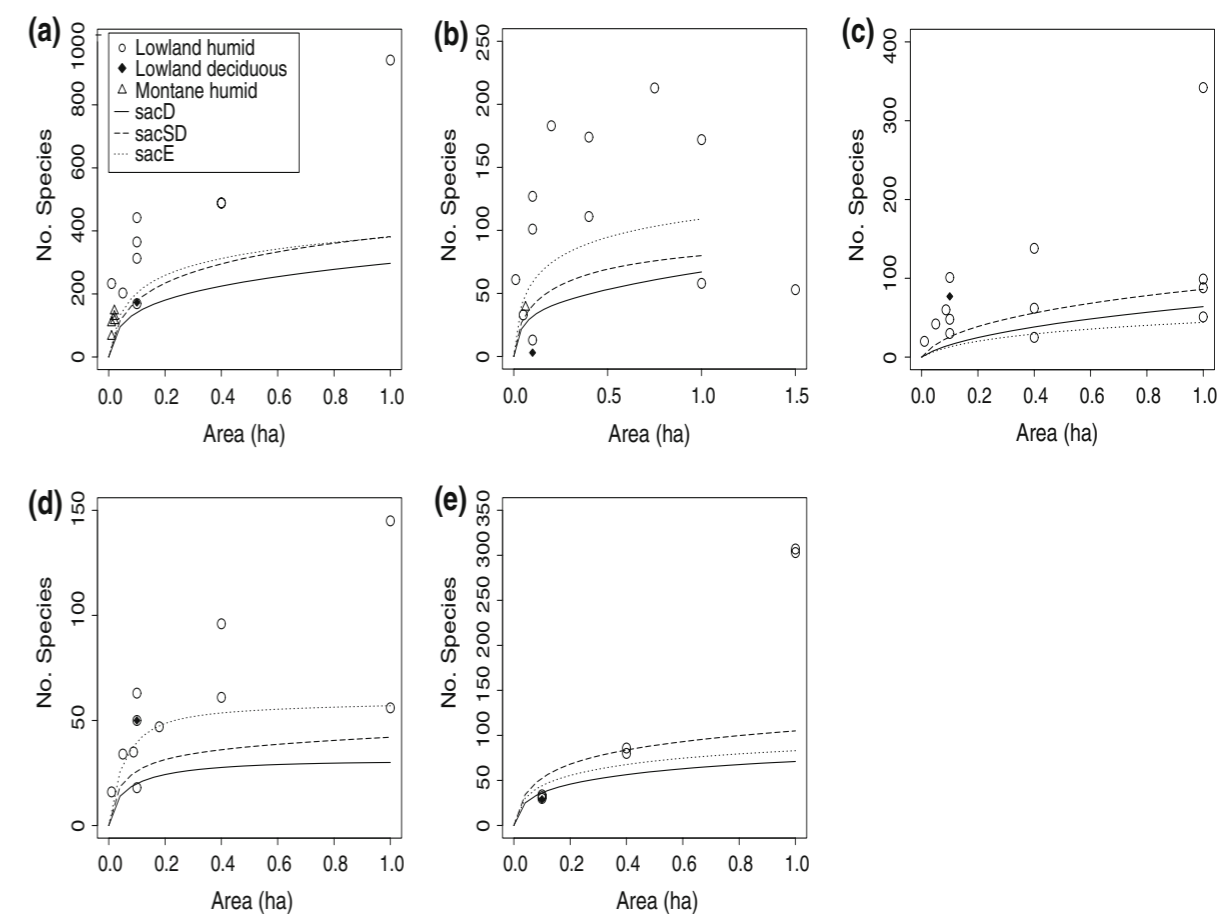 (a)
1000
800
600
400
200
0
No. Species
Lowland humid
Lowland deciduous
Montane humid
sacD
sacSD
sacE
0.0 0.2 0.4 0.6 0.8 1.0
Area (ha)
(b)
250
200
150
100
50
0
No. Species
0.0 0.5 1.0 1.5
Area (ha)
(c)
400
300
200
100
0
No. Species
0.0 0.2 0.4 0.6 0.8 1.0
Area (ha)
(d)
150
100
50
0
No. Species
0.0 0.2 0.4 0.6 0.8 1.0
Area (ha)
(e)
350
300
250
200
150
100
50
0
No. Species
0.0 0.2 0.4 0.6 0.8 1.0
Area (ha)